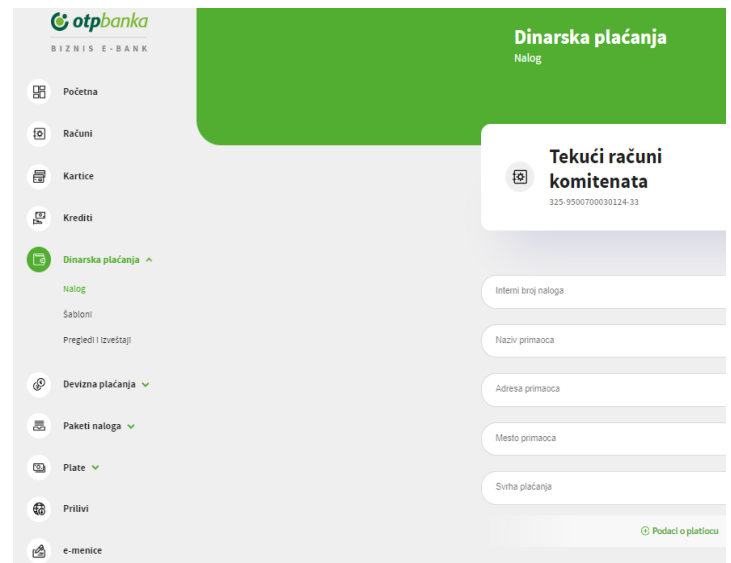 otpbanka
BIZNIS E-BANK
Početna
Računi
Kartice
Krediti
Dinarska plaćanja
Nalog
Šabloni
Pregledi i izveštaji
Devizna plaćanja
Paketi naloga
Plate
Prilivi
e-menice
Dinarska plaćanja
Nalog
Tekući računi
komitenata
325-9500700030124-33
Interni broj naloga
Naziv primaoca
Adresa primaoca
Mesto primaoca
Svrha plaćanja
Podaci o platiocu